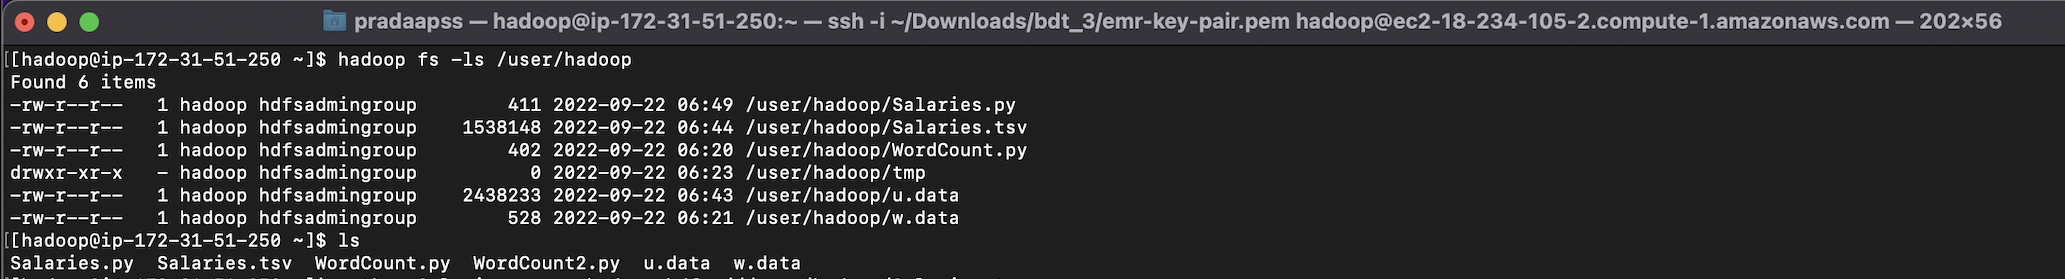 pradaapss — hadoop@ip-172-31-51-250:~ — ssh -i ~/Downloads/bdt_3/emr-key-pair.pem hadoop@ec2-18-234-105-2.compute-1.amazonaws.com — 202×56
[[hadoop@ip-172-31-51-250 ~]$ hadoop fs -ls /user/hadoop
Found 6 items
-rw-r--r--   1 hadoop hdfsadmingroup        411 2022-09-22 06:49 /user/hadoop/Salaries.py
-rw-r--r--   1 hadoop hdfsadmingroup    1538148 2022-09-22 06:44 /user/hadoop/Salaries.tsv
-rw-r--r--   1 hadoop hdfsadmingroup        402 2022-09-22 06:20 /user/hadoop/WordCount.py
drwxr-xr-x   - hadoop hdfsadmingroup          0 2022-09-22 06:23 /user/hadoop/tmp
-rw-r--r--   1 hadoop hdfsadmingroup    2438233 2022-09-22 06:43 /user/hadoop/u.data
-rw-r--r--   1 hadoop hdfsadmingroup        528 2022-09-22 06:21 /user/hadoop/w.data
[[hadoop@ip-172-31-51-250 ~]$ ls
Salaries.py  Salaries.tsv  WordCount.py  WordCount2.py  u.data  w.data